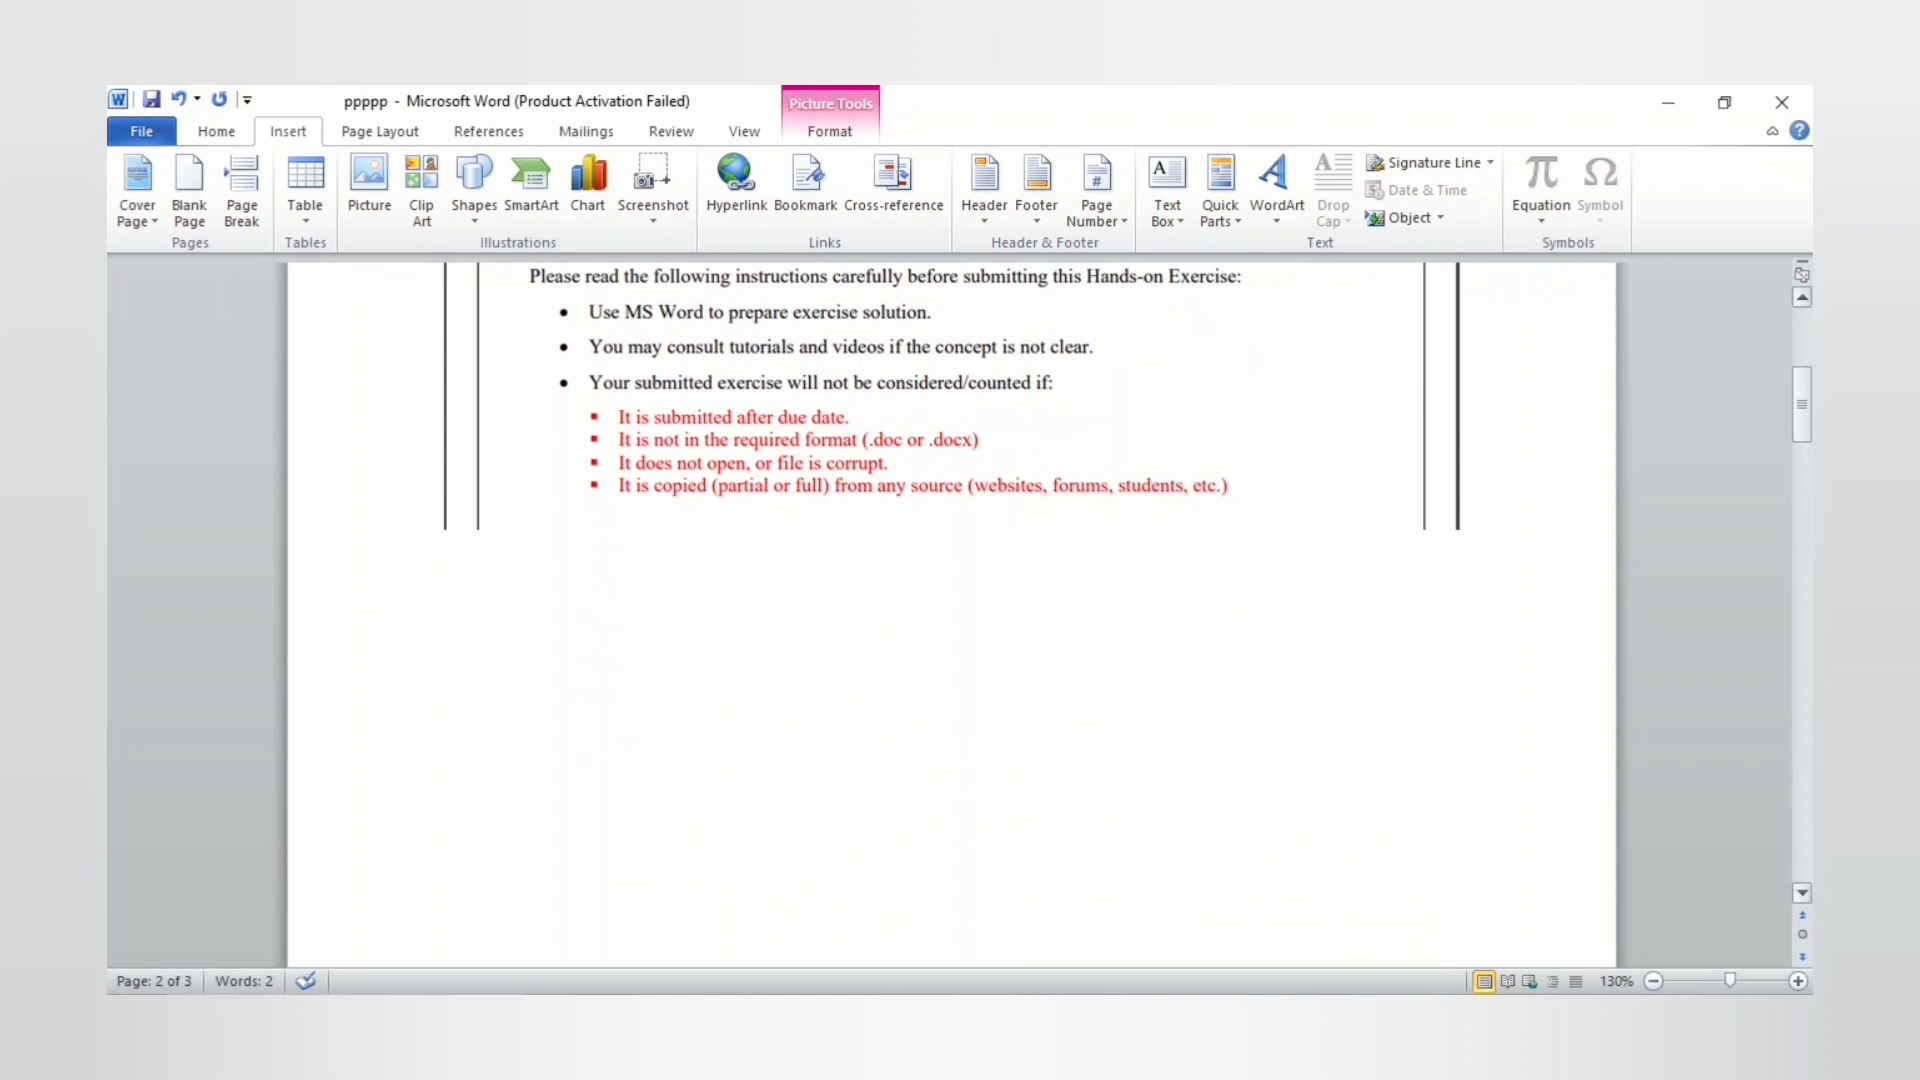 ppppp - Microsoft Word (Product Activation Failed)
Picture Tools
File Home Insert Page Layout References Mailings Review View Format
Cover Page
Blank Page
Page Break
Table
Picture
Clip Art
Shapes
SmartArt
Chart
Screenshot
Hyperlink
Bookmark
Cross-reference
Header
Footer
Page Number
Text Box
Quick Parts
WordArt
Drop Cap
Signature Line
Date & Time
Object
Equation
Symbol
Pages Tables Illustrations Links Header & Footer Text Symbols
Please read the following instructions carefully before submitting this Hands-on Exercise:
• Use MS Word to prepare exercise solution.
• You may consult tutorials and videos if the concept is not clear.
• Your submitted exercise will not be considered/counted if:
▪ It is submitted after due date.
▪ It is not in the required format (.doc or .docx)
▪ It does not open, or file is corrupt.
▪ It is copied (partial or full) from any source (websites, forums, students, etc.)
Page: 2 of 3 Words: 2 130%